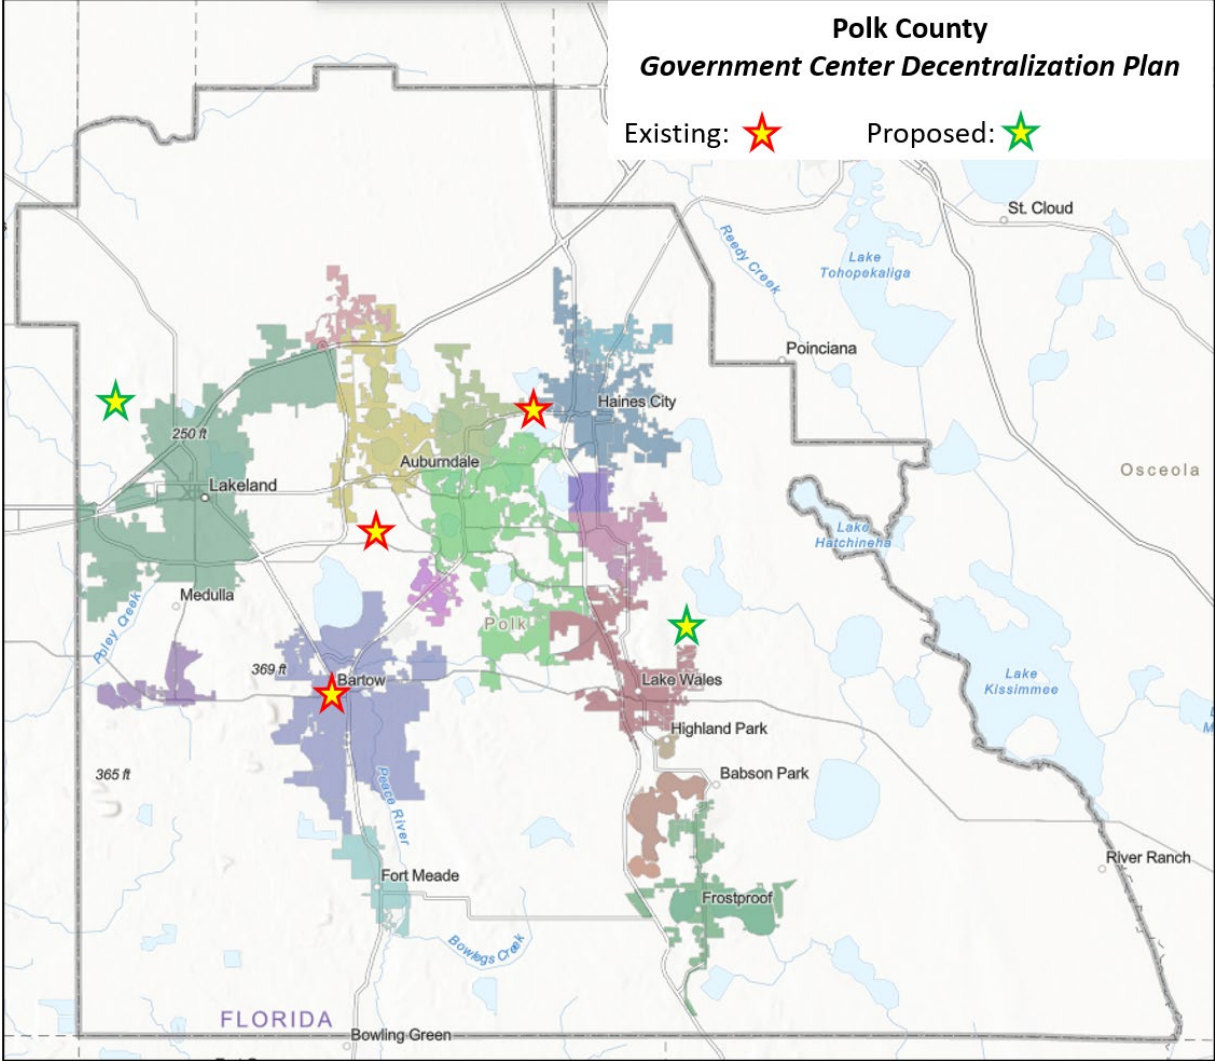 Polk County
Government Center Decentralization Plan
Existing:
Proposed:
St. Cloud
Reedy Creek
Lake
Tohopekaliga
Poinciana
Haines City
250 ft
Auburndale
Osceola
Lakeland
Lake
Hatchineha
Medulla
Poley Creek
Polk
369 ft
Bartow
Lake Wales
Lake
Kissimmee
Highland Park
365 ft
Babson Park
Peace River
River Ranch
Fort Meade
Frostproof
Bowlegs Creek
FLORIDA
Bowling Green